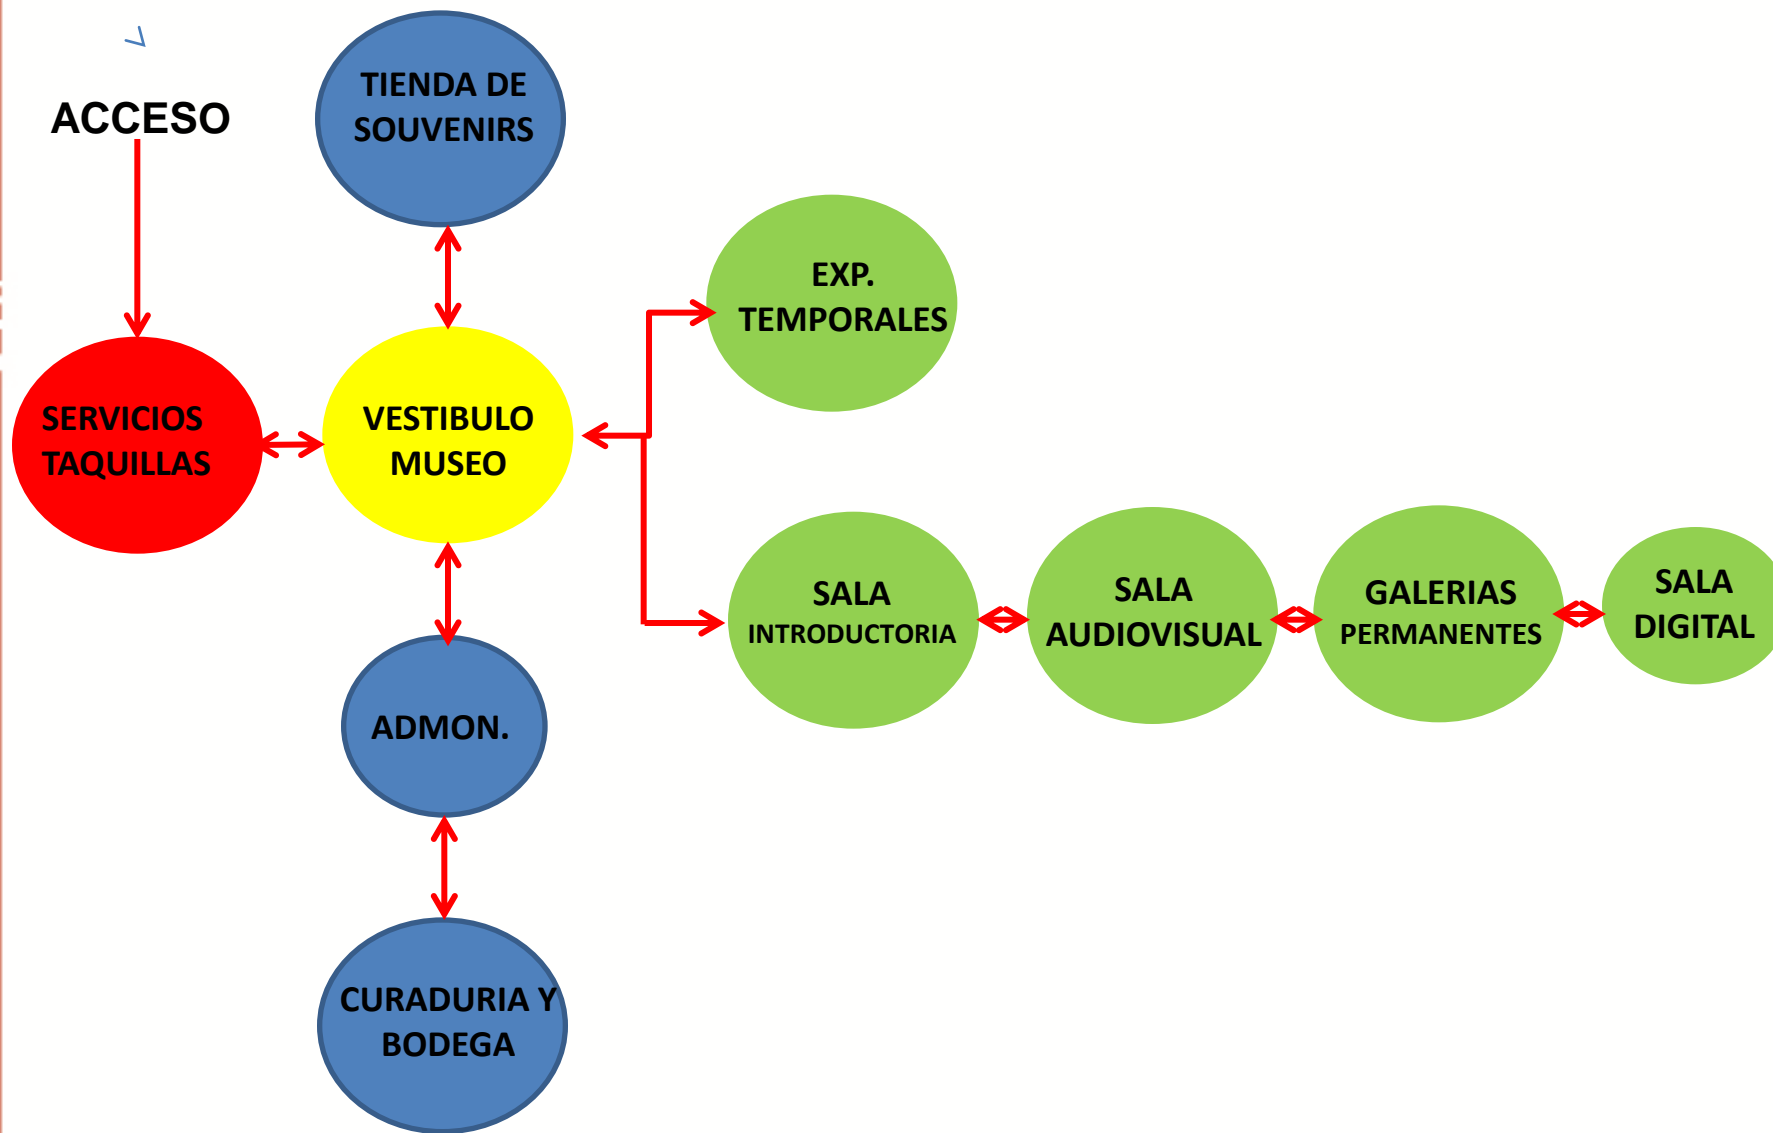 ACCESO
TIENDA DE
SOUVENIRS
EXP.
TEMPORALES
SERVICIOS
TAQUILLAS
VESTIBULO
MUSEO
SALA
INTRODUCTORIA
SALA
AUDIOVISUAL
GALERIAS
PERMANENTES
SALA
DIGITAL
ADMON.
CURADURIA Y
BODEGA